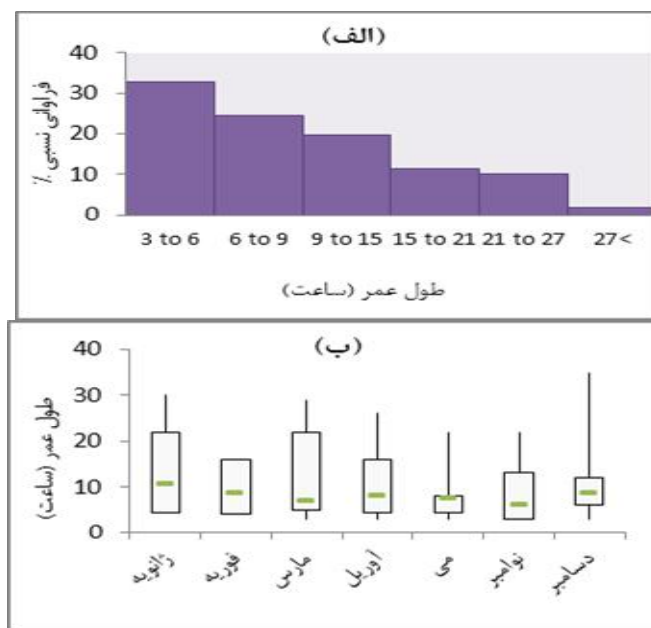 (الف)
فراوانی نسبی ٪
40
30
20
10
0
3 to 6 6 to 9 9 to 15 15 to 21 21 to 27 27<
طول عمر (ساعت)
(ب)
طول عمر (ساعت)
40
30
20
10
0
ژانویه فوریه مارس آوریل می نوامبر دسامبر